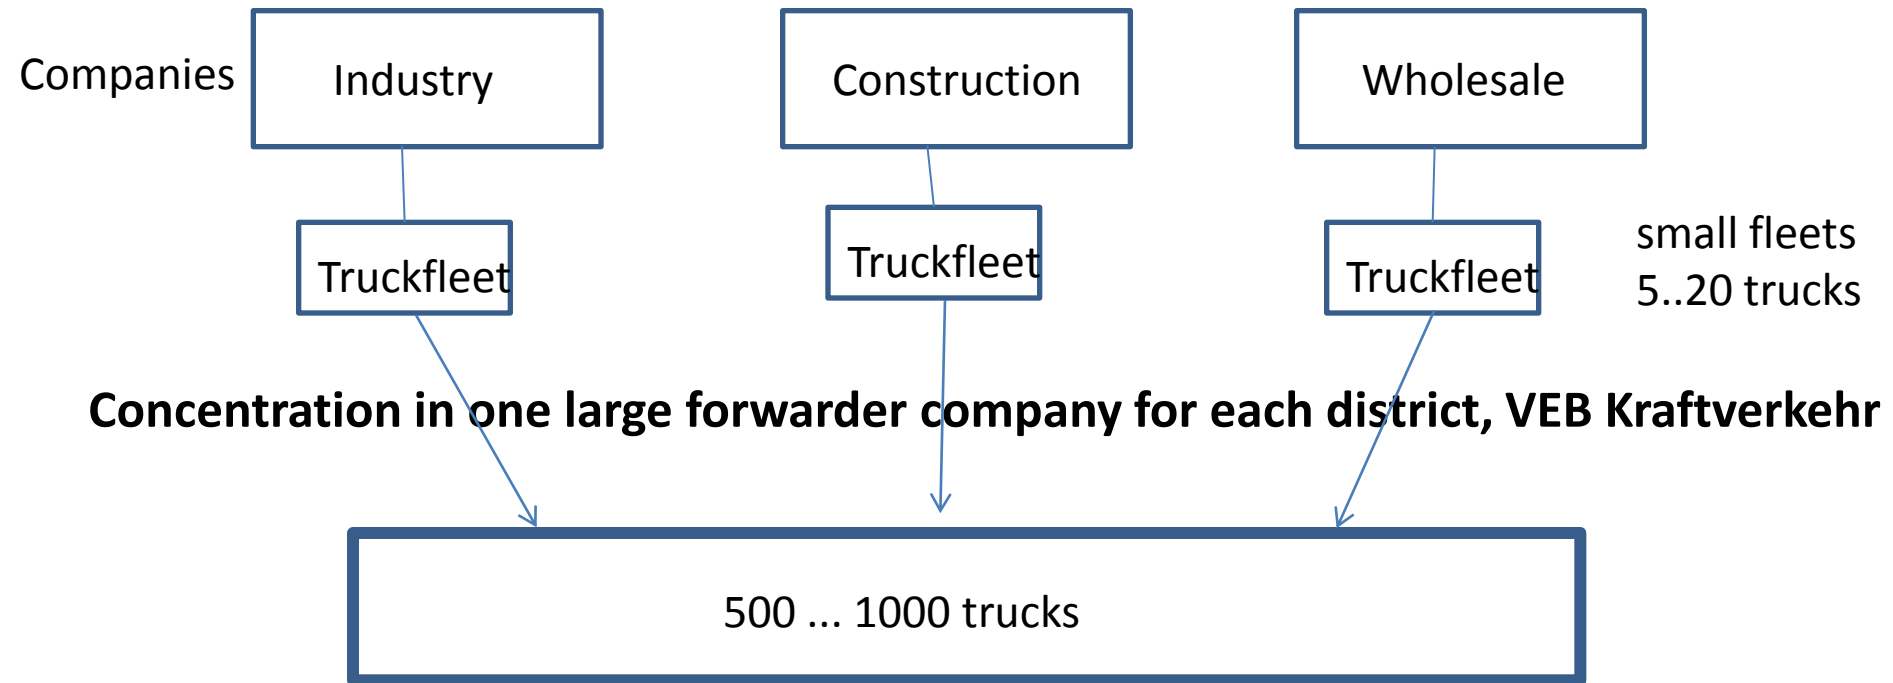 Companies
Industry
Construction
Wholesale
Truckfleet
Truckfleet
Truckfleet
small fleets
5..20 trucks
Concentration in one large forwarder company for each district, VEB Kraftverkehr
500 ... 1000 trucks